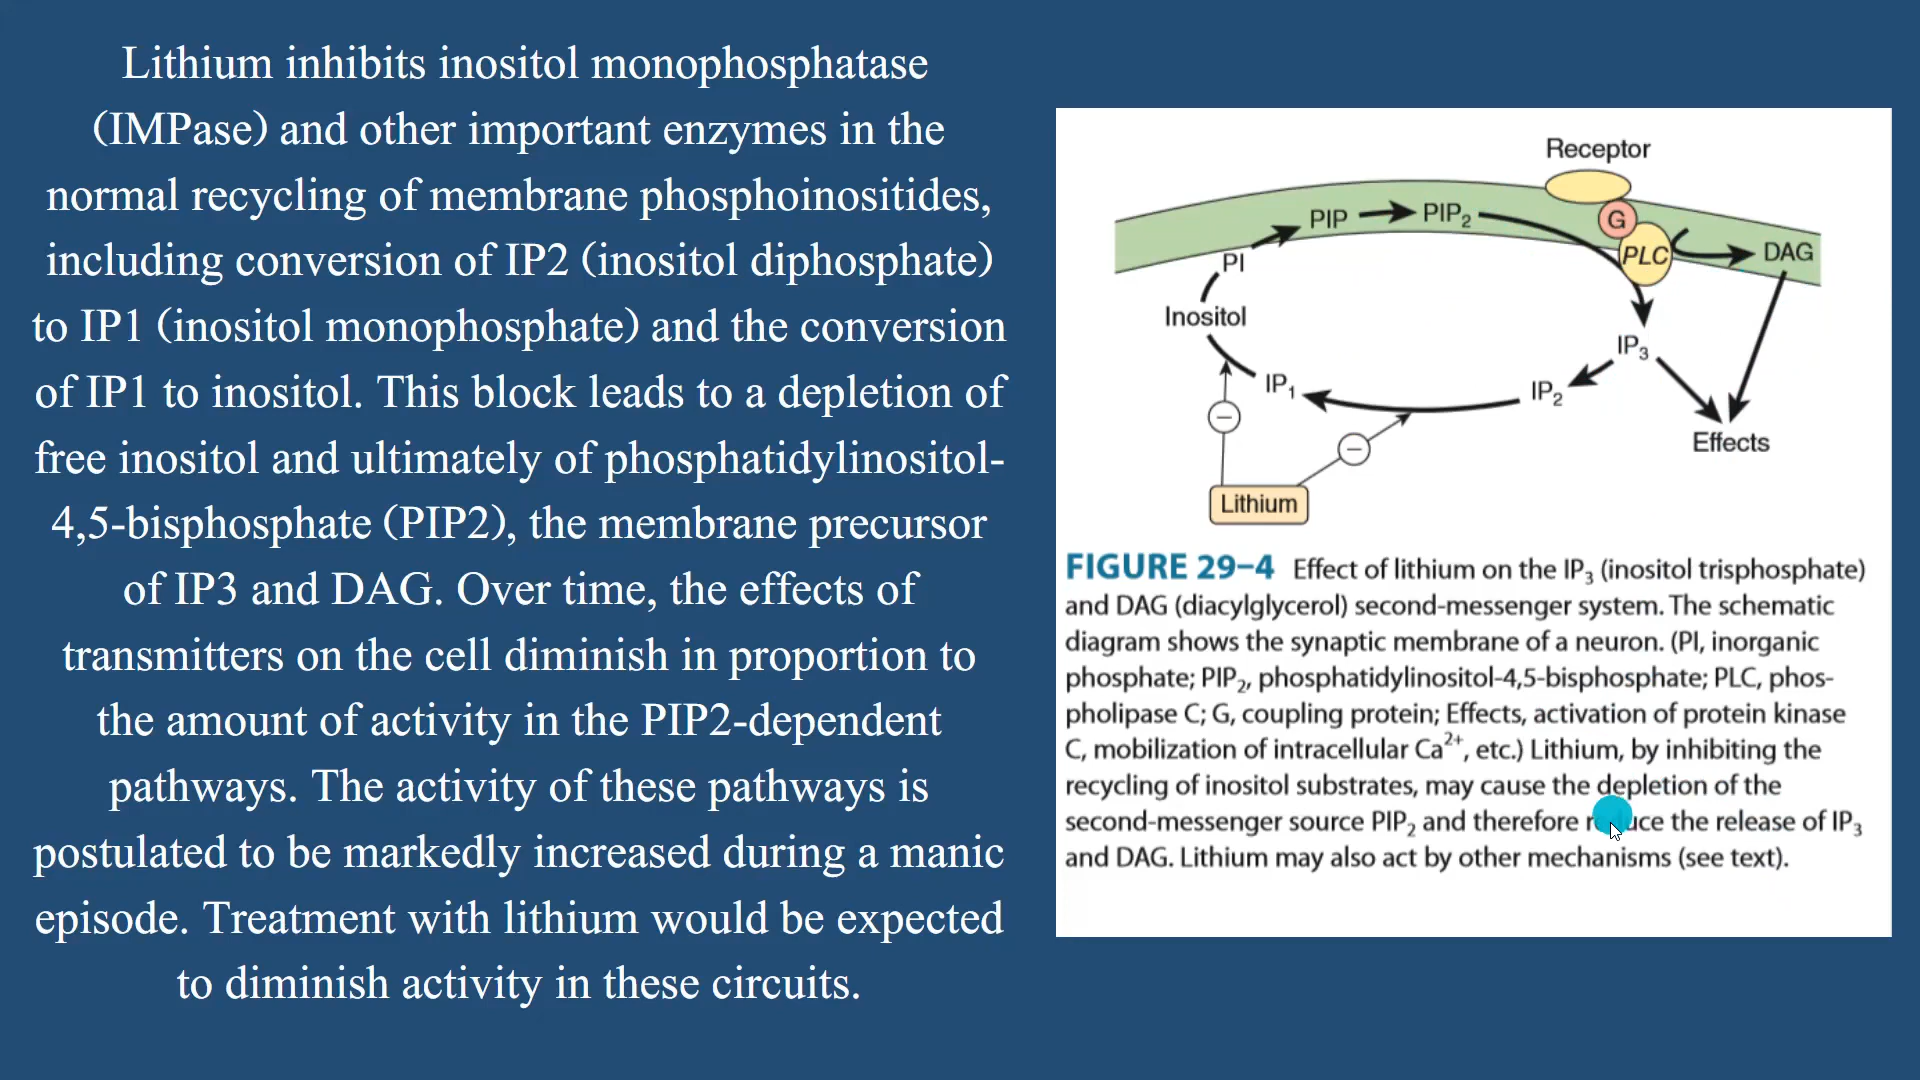 Lithium inhibits inositol monophosphatase
(IMPase) and other important enzymes in the
normal recycling of membrane phosphoinositides,
including conversion of IP2 (inositol diphosphate)
to IP1 (inositol monophosphate) and the conversion
of IP1 to inositol. This block leads to a depletion of
free inositol and ultimately of phosphatidylinositol-
4,5-bisphosphate (PIP2), the membrane precursor
of IP3 and DAG. Over time, the effects of
transmitters on the cell diminish in proportion to
the amount of activity in the PIP2-dependent
pathways. The activity of these pathways is
postulated to be markedly increased during a manic
episode. Treatment with lithium would be expected
to diminish activity in these circuits.
Receptor
PIP
PIP₂
G
PLC
DAG
PI
Inositol
IP₃
IP₁
IP₂
−
−
Effects
Lithium
FIGURE 29–4 Effect of lithium on the IP₃ (inositol trisphosphate)
and DAG (diacylglycerol) second-messenger system. The schematic
diagram shows the synaptic membrane of a neuron. (PI, inorganic
phosphate; PIP₂, phosphatidylinositol-4,5-bisphosphate; PLC, phos-
pholipase C; G, coupling protein; Effects, activation of protein kinase
C, mobilization of intracellular Ca²⁺, etc.) Lithium, by inhibiting the
recycling of inositol substrates, may cause the depletion of the
second-messenger source PIP₂ and therefore the release of IP₃
and DAG. Lithium may also act by other mechanisms (see text).